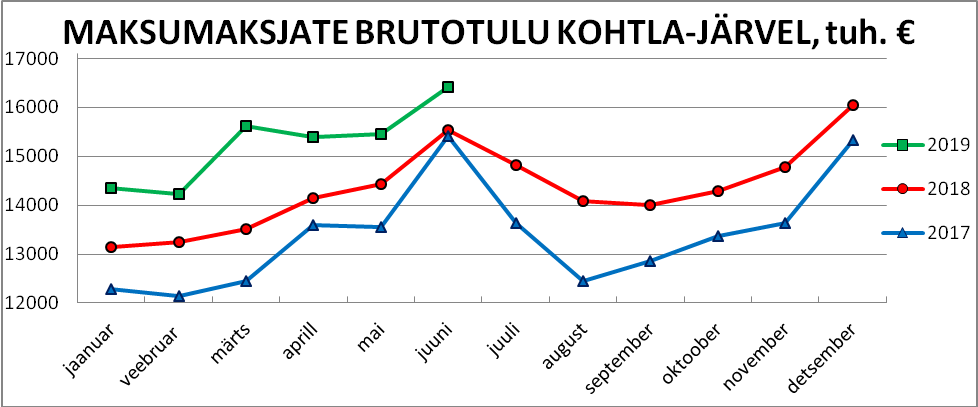 MAKSUMAKSJATE BRUTOTULU KOHTLA-JÄRVEL, tuh. €
17000
16000
15000
14000
13000
12000
jaanuar
veebruar
märts
aprill
mai
juuni
juuli
august
september
oktoober
november
detsember
2019
2018
2017